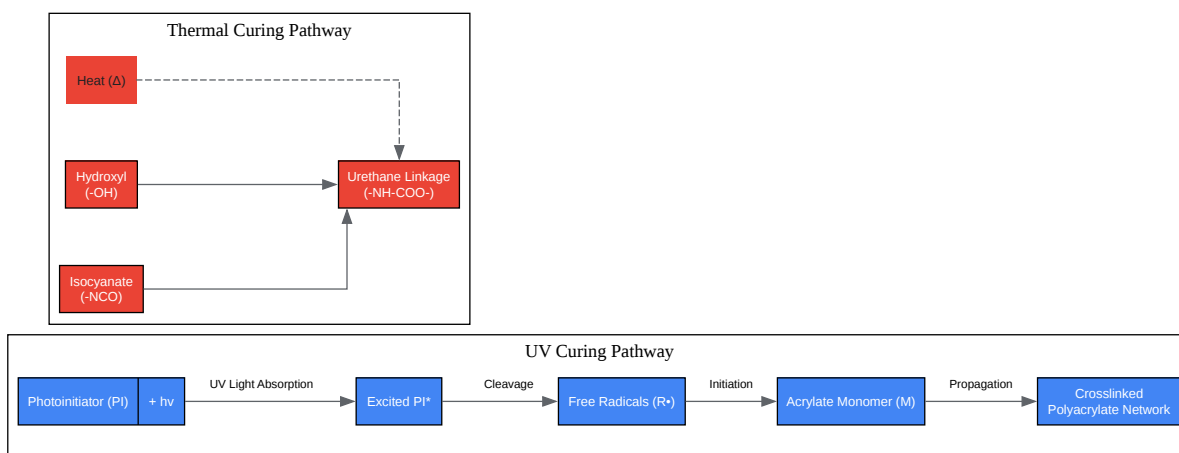 Thermal Curing Pathway
Heat (Δ)
Hydroxyl
(-OH)
Urethane Linkage
(-NH-COO-)
Isocyanate
(-NCO)
UV Curing Pathway
Photoinitiator (PI)
+ hv
UV Light Absorption
Excited PI*
Cleavage
Free Radicals (R•)
Initiation
Acrylate Monomer (M)
Propagation
Crosslinked
Polyacrylate Network